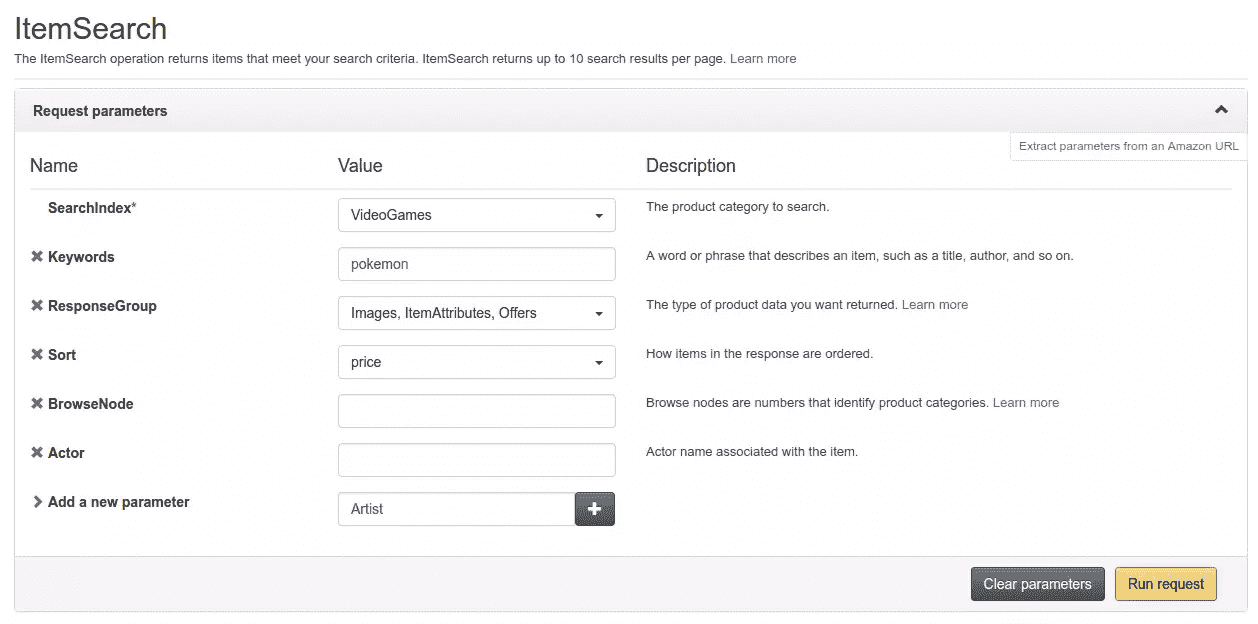 ItemSearch
The ItemSearch operation returns items that meet your search criteria. ItemSearch returns up to 10 search results per page. Learn more
Request parameters
Extract parameters from an Amazon URL
Name Value Description
SearchIndex* VideoGames The product category to search.
Keywords pokemon A word or phrase that describes an item, such as a title, author, and so on.
ResponseGroup Images, ItemAttributes, Offers The type of product data you want returned. Learn more
Sort price How items in the response are ordered.
BrowseNode Browse nodes are numbers that identify product categories. Learn more
Actor Actor name associated with the item.
Add a new parameter Artist
Clear parameters Run request